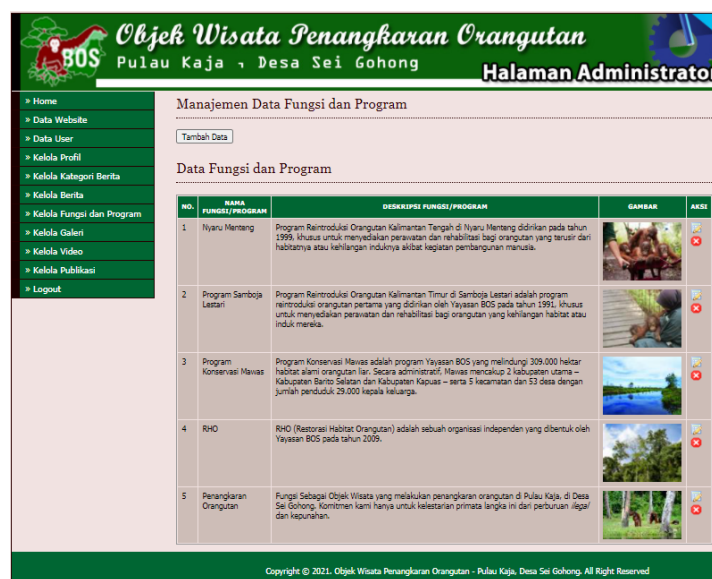 BOS
Objek Wisata Penangkaran Orangutan
Pulau Kaja , Desa Sei Gohong
Halaman Administrator
» Home
» Data Website
» Data User
» Kelola Profil
» Kelola Kategori Berita
» Kelola Berita
» Kelola Fungsi dan Program
» Kelola Galeri
» Kelola Video
» Kelola Publikasi
» Logout
Manajemen Data Fungsi dan Program
Tambah Data
Data Fungsi dan Program
NO. NAMA FUNGSI/PROGRAM DESKRIPSI FUNGSI/PROGRAM GAMBAR AKSI
1 Nyaru Menteng Program Reintroduksi Orangutan Kalimantan Tengah di Nyaru Menteng didirikan pada tahun
1999, khusus untuk menyediakan perawatan dan rehabilitasi bagi orangutan yang terusir dari
habitatnya atau kehilangan induknya akibat kegiatan pembangunan manusia.
2 Program Samboja Lestari Program Reintroduksi Orangutan Kalimantan Timur di Samboja Lestari adalah program
reintroduksi orangutan pertama yang didirikan oleh Yayasan BOS pada tahun 1991, khusus
untuk menyediakan perawatan dan rehabilitasi bagi orangutan yang kehilangan habitat atau
induk mereka.
3 Program Konservasi Mawas Program Konservasi Mawas adalah program Yayasan BOS yang melindungi 309.000 hektar
habitat alami orangutan liar. Secara administratif, Mawas mencakup 2 kabupaten utama –
Kabupaten Barito Selatan dan Kabupaten Kapuas – serta 5 kecamatan dan 53 desa dengan
jumlah penduduk 29.000 kepala keluarga.
4 RHO RHO (Restorasi Habitat Orangutan) adalah sebuah organisasi independen yang dibentuk oleh
Yayasan BOS pada tahun 2009.
5 Penangkaran Orangutan Fungsi Sebagai Objek Wisata yang melakukan penangkaran orangutan di Pulau Kaja, di Desa
Sei Gohong. Komitmen kami hanya untuk kelestarian primata langka ini dari perburuan ilegal
dan kepunahan.
Copyright © 2021. Objek Wisata Penangkaran Orangutan - Pulau Kaja, Desa Sei Gohong. All Right Reserved